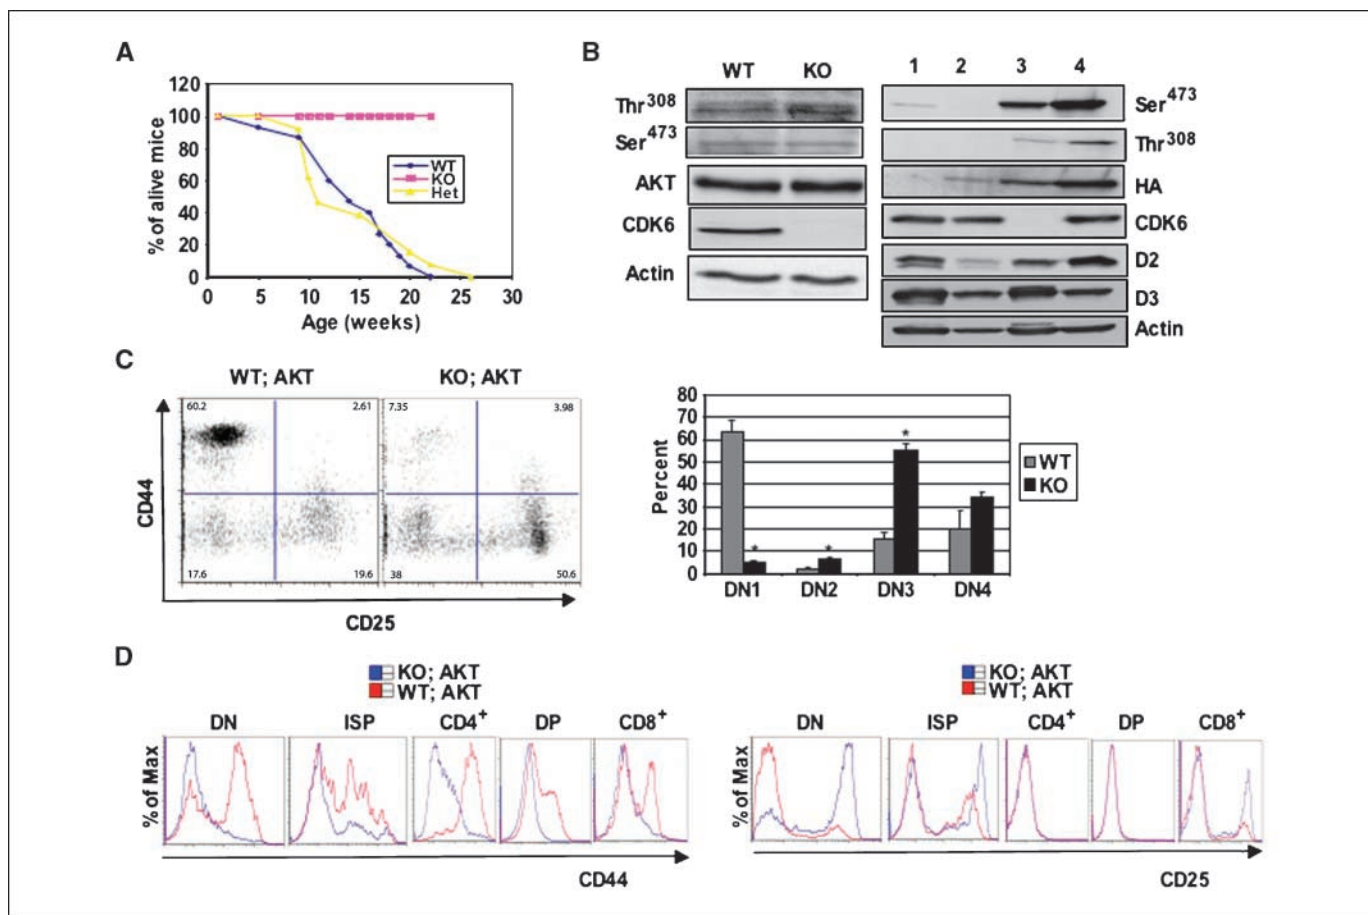 A
120
100
80
60
40
20
0
% of alive mice
WT
KO
Het
0 5 10 15 20 25 30
Age (weeks)
B
WT KO
Thr308
Ser473
AKT
CDK6
Actin
1 2 3 4
Ser473
Thr308
HA
CDK6
D2
D3
Actin
C
WT; AKT KO; AKT
60.2 2.61 7.35 3.98
17.6 19.6 38 50.6
CD44
CD25
80
70
60
50
40
30
20
10
0
Percent
* * *
DN1 DN2 DN3 DN4
WT
KO
D
KO; AKT
WT; AKT
DN ISP CD4+ DP CD8+
% of Max
CD44
KO; AKT
WT; AKT
DN ISP CD4+ DP CD8+
% of Max
CD25